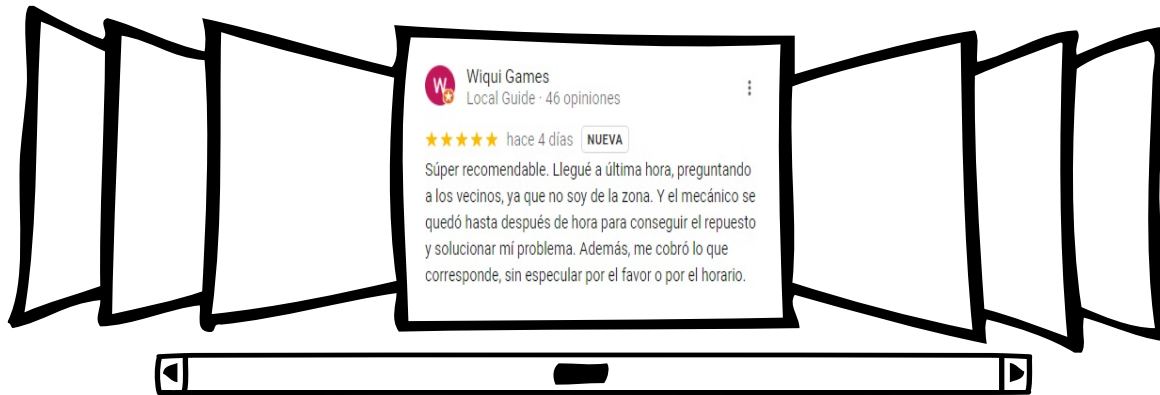 W
Wiqui Games
Local Guide · 46 opiniones
hace 4 días NUEVA
Súper recomendable. Llegué a última hora, preguntando
a los vecinos, ya que no soy de la zona. Y el mecánico se
quedó hasta después de hora para conseguir el repuesto
y solucionar mí problema. Además, me cobró lo que
corresponde, sin especular por el favor o por el horario.